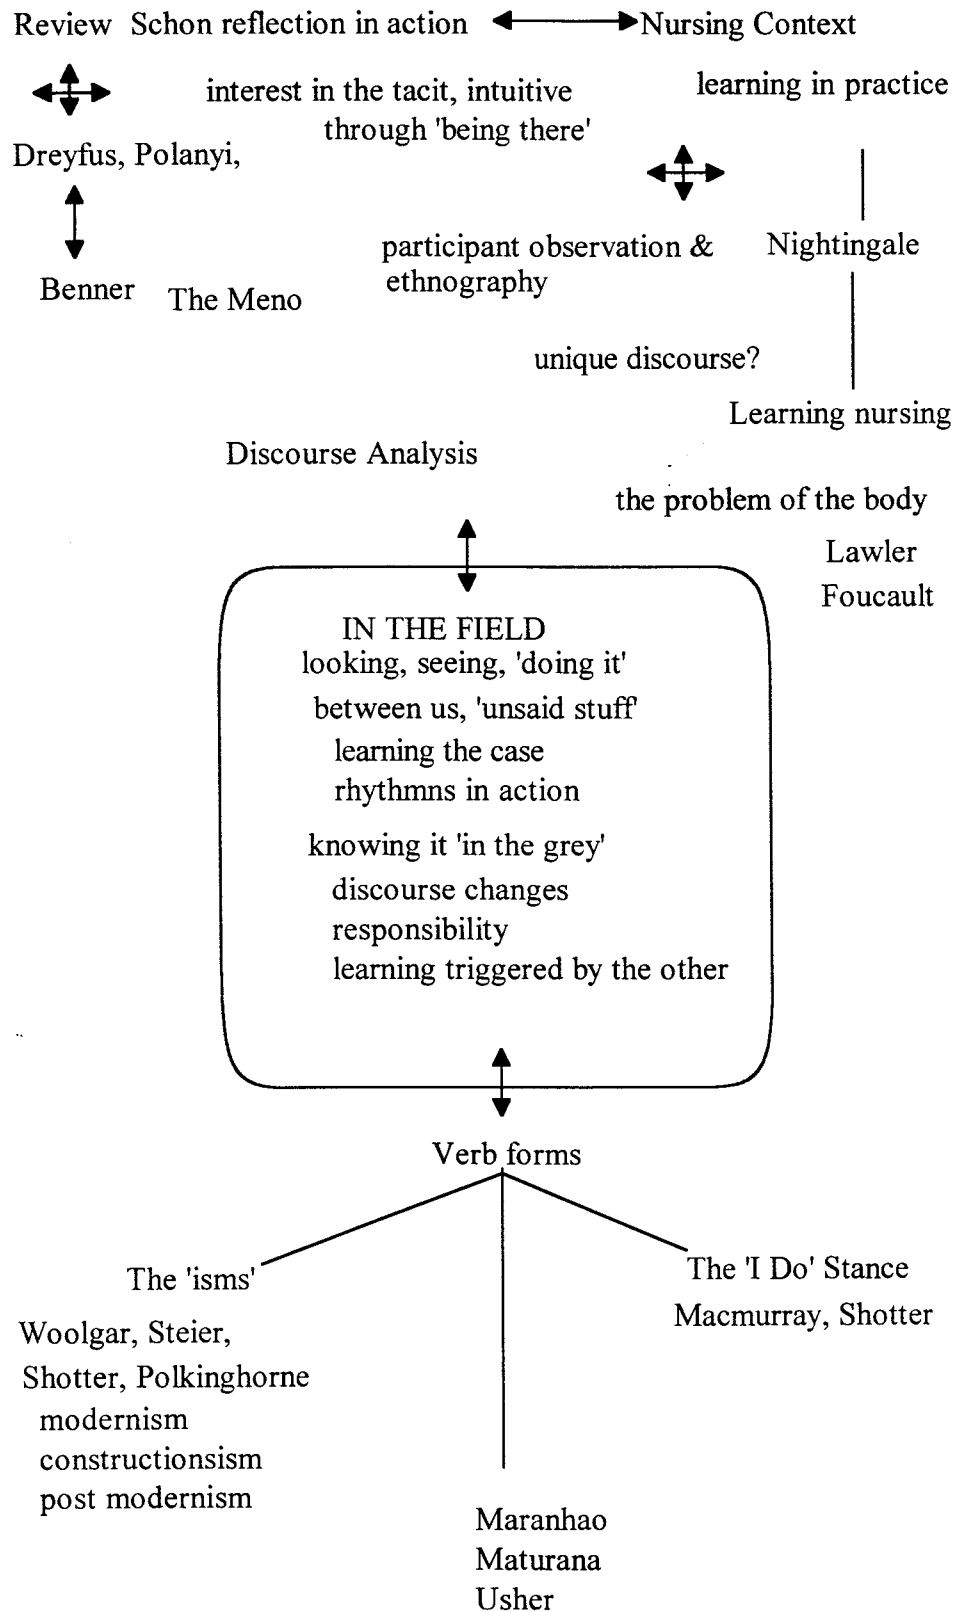 Review Schon reflection in action
Nursing Context
interest in the tacit, intuitive
through 'being there'
learning in practice
Dreyfus, Polanyi,
participant observation &
ethnography
Nightingale
Benner
The Meno
unique discourse?
Learning nursing
Discourse Analysis
the problem of the body
Lawler
Foucault
IN THE FIELD
looking, seeing, 'doing it'
between us, 'unsaid stuff'
learning the case
rhythmns in action
knowing it 'in the grey'
discourse changes
responsibility
learning triggered by the other
Verb forms
The 'isms'
Woolgar, Steier,
Shotter, Polkinghorne
modernism
constructionsism
post modernism
The 'I Do' Stance
Macmurray, Shotter
Maranhao
Maturana
Usher